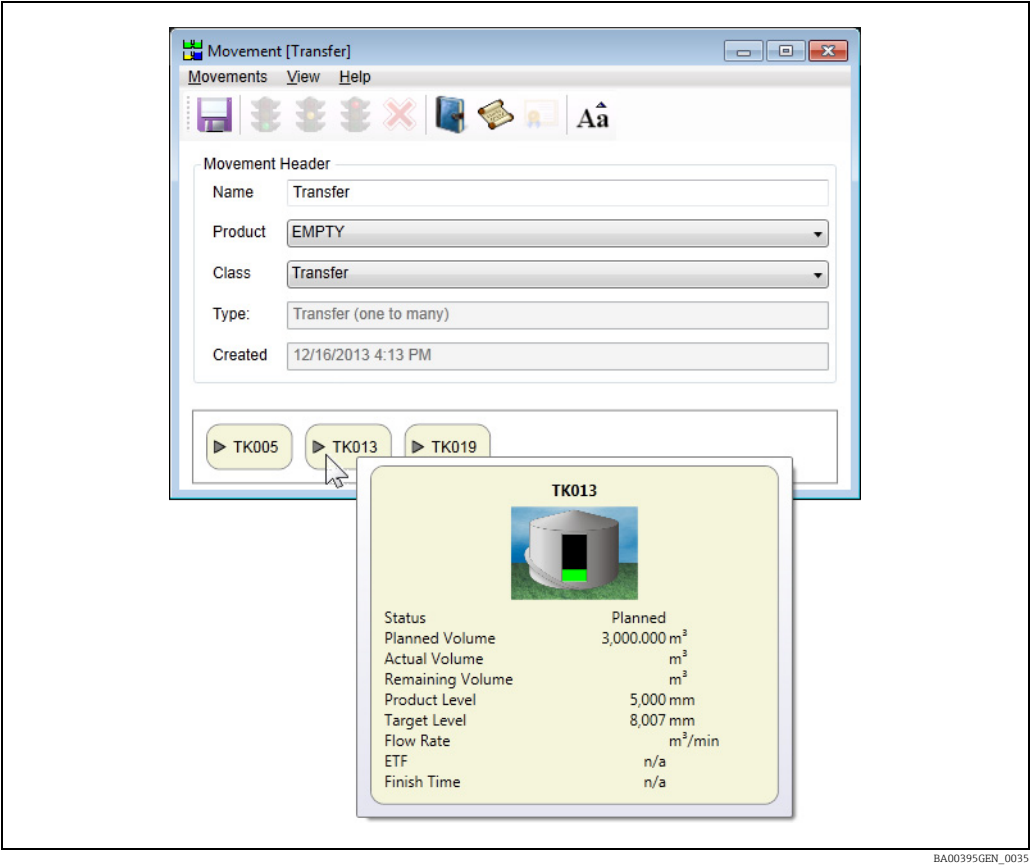 Movement [Transfer]
Movements View Help
Aâ
Movement Header
Name Transfer
Product EMPTY
Class Transfer
Type: Transfer (one to many)
Created 12/16/2013 4:13 PM
TK005 TK013 TK019
TK013
Status Planned
Planned Volume 3,000.000 m³
Actual Volume m³
Remaining Volume m³
Product Level 5,000 mm
Target Level 8,007 mm
Flow Rate m³/min
ETF n/a
Finish Time n/a
BA00395GEN_0035